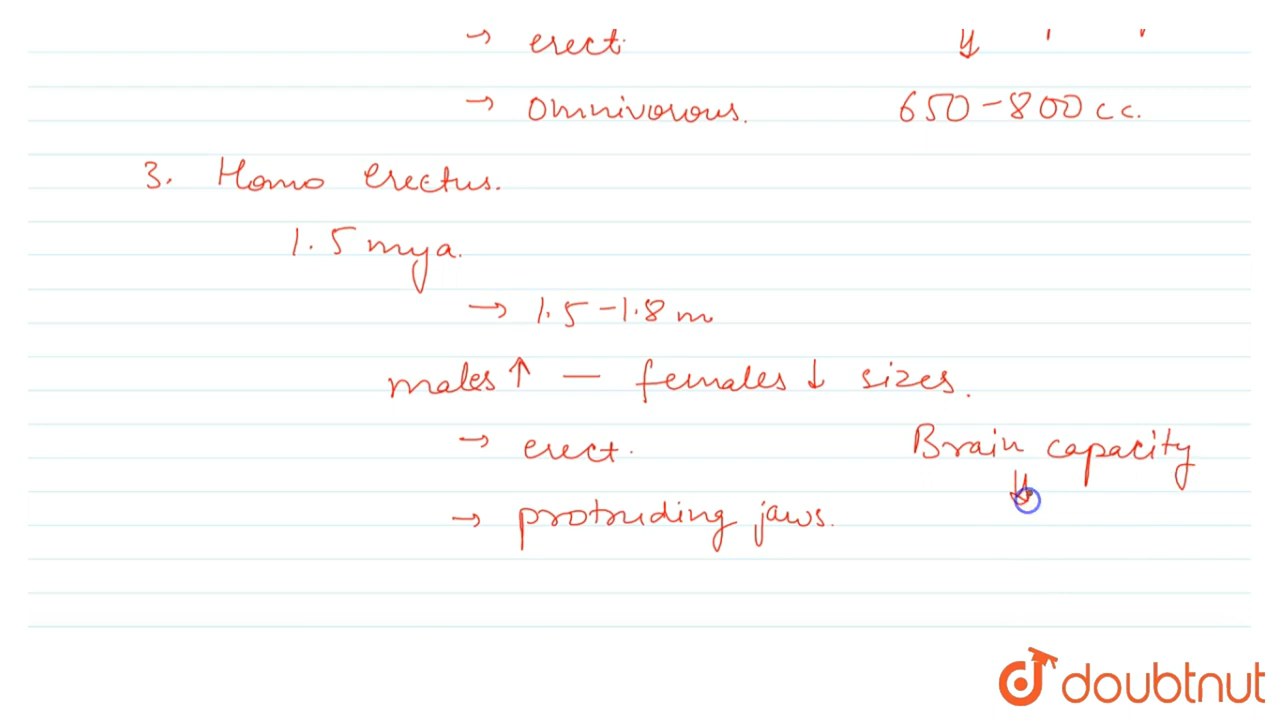 → erect.
→ Omnivorous. 650-800 cc.
3. Homo erectus.
1.5 mya.
→ 1.5-1.8 m
males ↑ — females ↓ sizes.
→ erect. Brain capacity
→ protruding jaws.
doubtnut